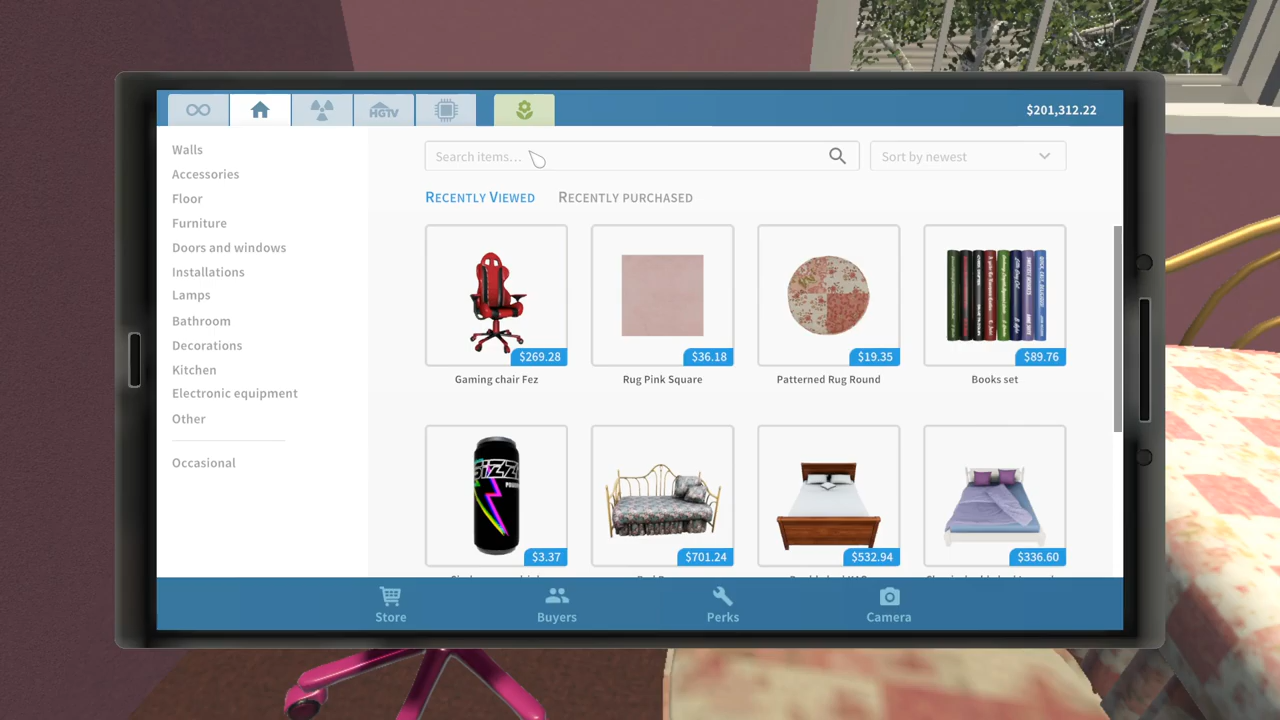 HGTV
$201,312.22
Search items...
Sort by newest
Walls
Accessories
Floor
Furniture
Doors and windows
Installations
Lamps
Bathroom
Decorations
Kitchen
Electronic equipment
Other
Occasional
RECENTLY VIEWED
RECENTLY PURCHASED
$269.28
$36.18
$19.35
$89.76
Gaming chair Fez
Rug Pink Square
Patterned Rug Round
Books set
$3.37
$701.24
$532.94
$336.60
Store
Buyers
Perks
Camera